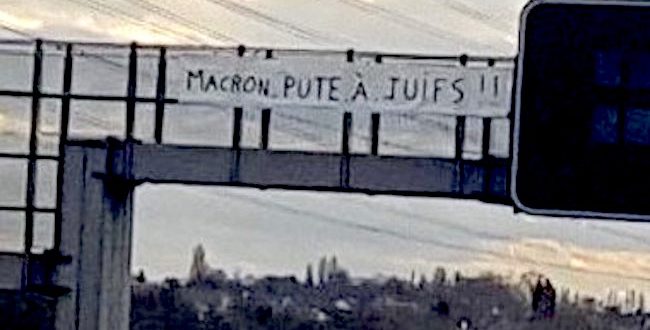 MACRON. PUTE. À. JUIFS !!